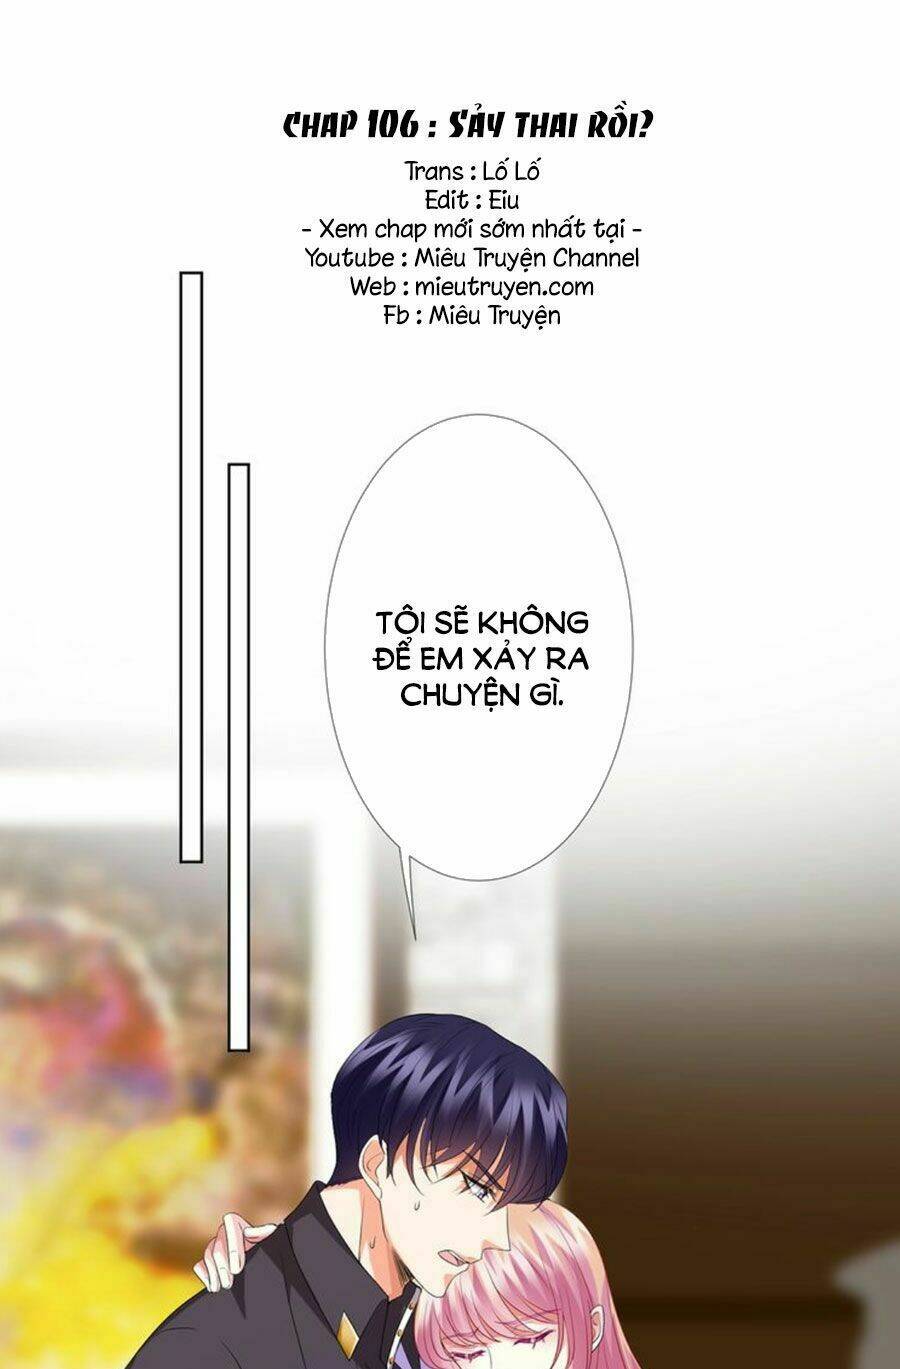 CHAP 106 : SẢY THAI RỒI?
Trans : Lố Lố
Edit : Eiu
- Xem chap mới sớm nhất tại -
Youtube : Miêu Truyện Channel
Web : mieutruyen.com
Fb : Miêu Truyện
TÔI SẼ KHÔNG
ĐỂ EM XẢY RA
CHUYỆN GÌ.